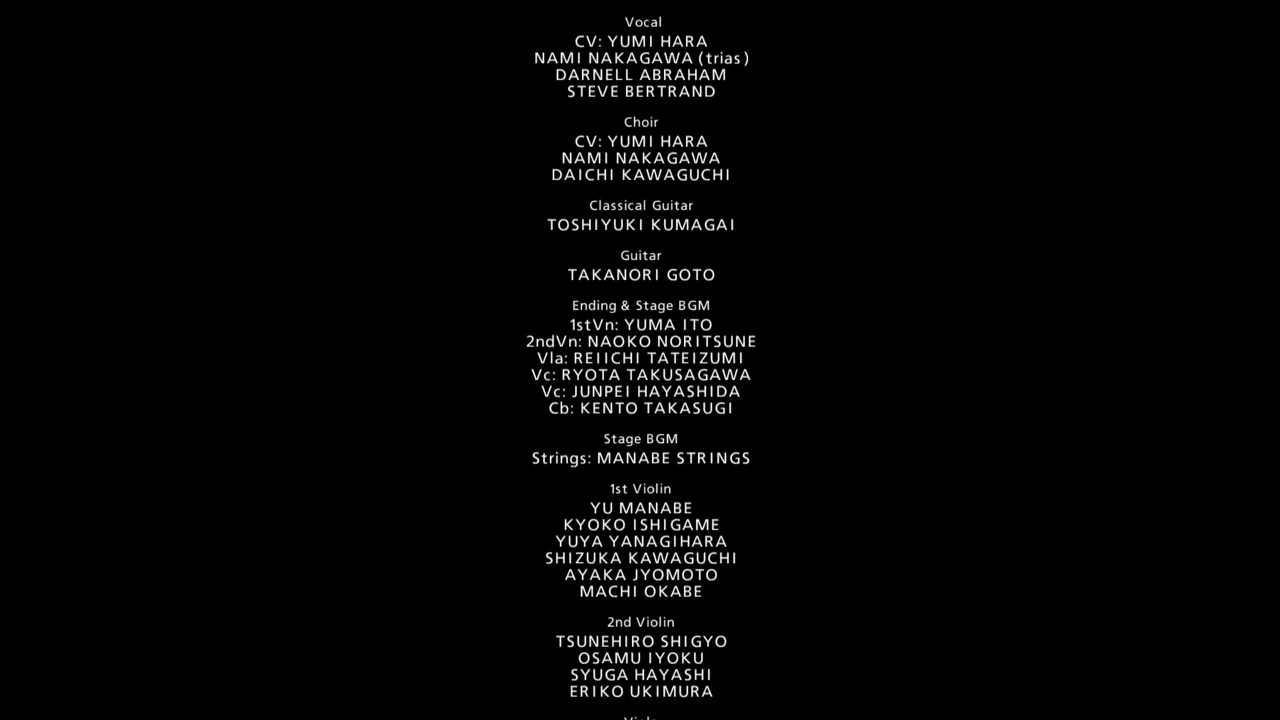 Vocal
CV: YUMI HARA
NAMI NAKAGAWA (trias)
DARNELL ABRAHAM
STEVE BERTRAND
Choir
CV: YUMI HARA
NAMI NAKAGAWA
DAICHI KAWAGUCHI
Classical Guitar
TOSHIYUKI KUMAGAI
Guitar
TAKANORI GOTO
Ending & Stage BGM
1stVn: YUMA ITO
2ndVn: NAOKO NORITSUNE
Vla: REIICHI TATEIZUMI
Vc: RYOTA TAKUSAGAWA
Vc: JUNPEI HAYASHIDA
Cb: KENTO TAKASUGI
Stage BGM
Strings: MANABE STRINGS
1st Violin
YU MANABE
KYOKO ISHIGAME
YUYA YANAGIHARA
SHIZUKA KAWAGUCHI
AYAKA JYOMOTO
MACHI OKABE
2nd Violin
TSUNEHIRO SHIGYO
OSAMU IYOKU
SYUGA HAYASHI
ERIKO UKIMURA